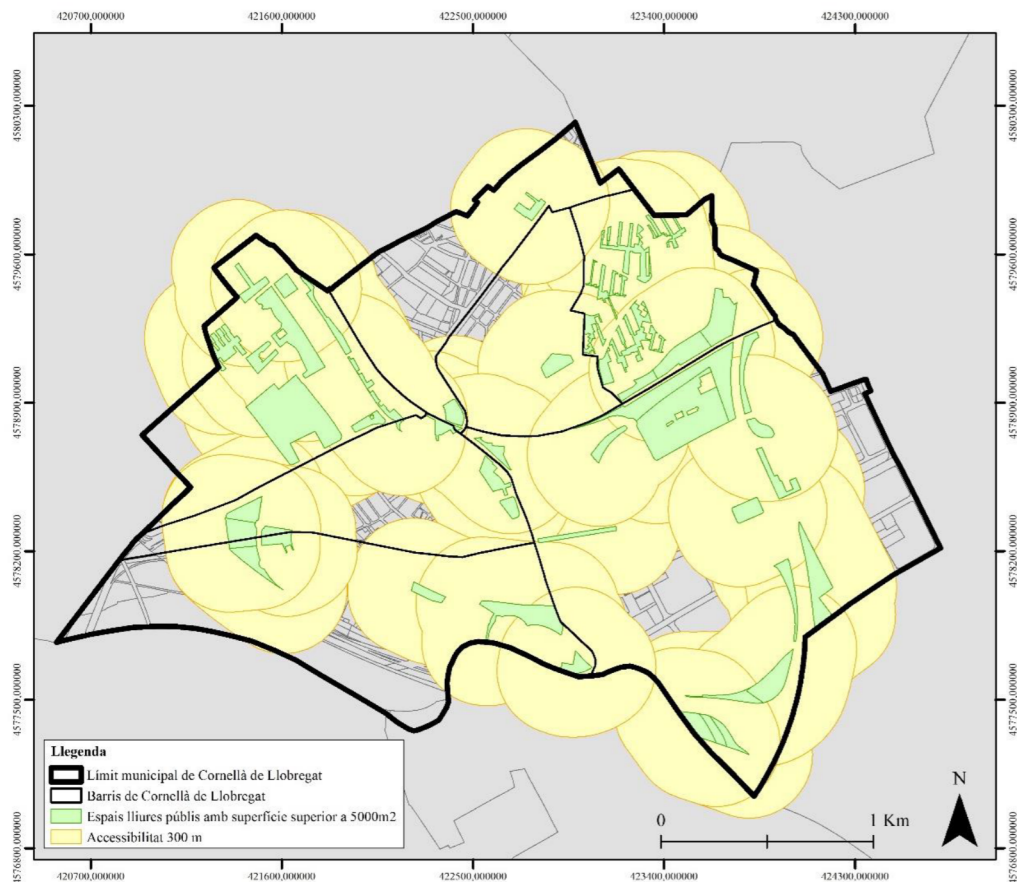 420700,000000 421600,000000 422500,000000 423400,000000 424300,000000
4580300,000000 4580300,000000
4579600,000000 4579600,000000
4578900,000000 4578900,000000
4578200,000000 4578200,000000
4577500,000000 4577500,000000
4576800,000000 4576800,000000
Llegenda
Límit municipal de Cornellà de Llobregat
Barris de Cornellà de Llobregat
Espais lliures públis amb superfície superior a 5000m2
Accessibilitat 300 m
0 1 Km
N
420700,000000 421600,000000 422500,000000 423400,000000 424300,000000